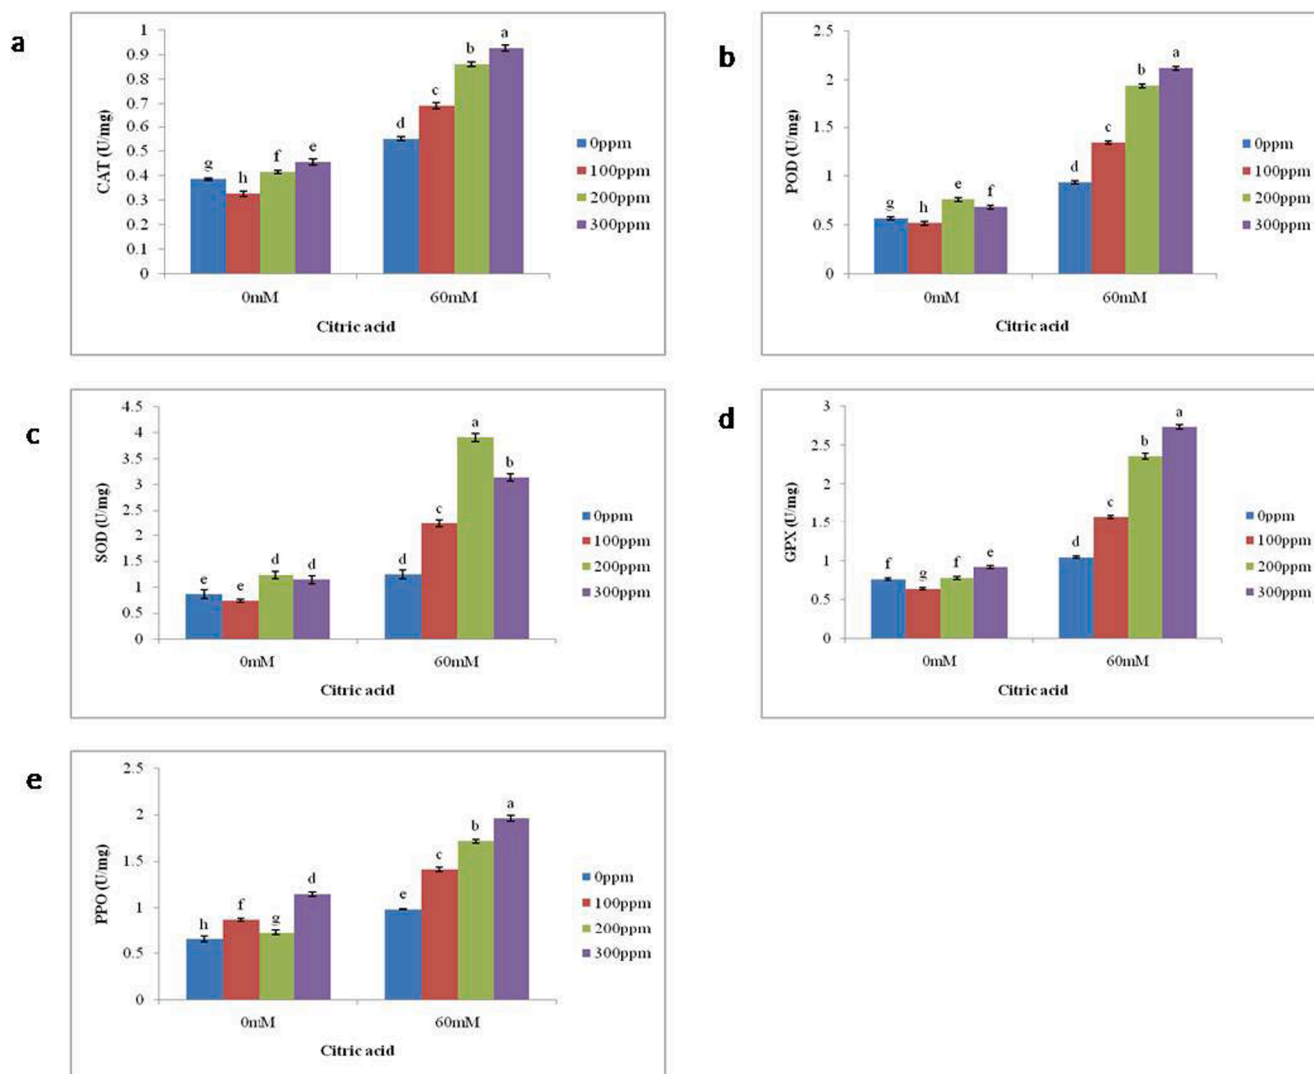 a
1
0.9
0.8
0.7
0.6
0.5
0.4
0.3
0.2
0.1
0
CAT (U/mg)
g h f e d c b a
0mM 60mM
Citric acid
0ppm
100ppm
200ppm
300ppm
b
2.5
2
1.5
1
0.5
0
POD (U/mg)
g h e f d c b a
0mM 60mM
Citric acid
0ppm
100ppm
200ppm
300ppm
c
4.5
4
3.5
3
2.5
2
1.5
1
0.5
0
SOD (U/mg)
e e d d d c a b
0mM 60mM
Citric acid
0ppm
100ppm
200ppm
300ppm
d
3
2.5
2
1.5
1
0.5
0
GPX (U/mg)
f g f e d c b a
0mM 60mM
Citric acid
0ppm
100ppm
200ppm
300ppm
e
2.5
2
1.5
1
0.5
0
PPO (U/mg)
h f g d e c b a
0mM 60mM
Citric acid
0ppm
100ppm
200ppm
300ppm